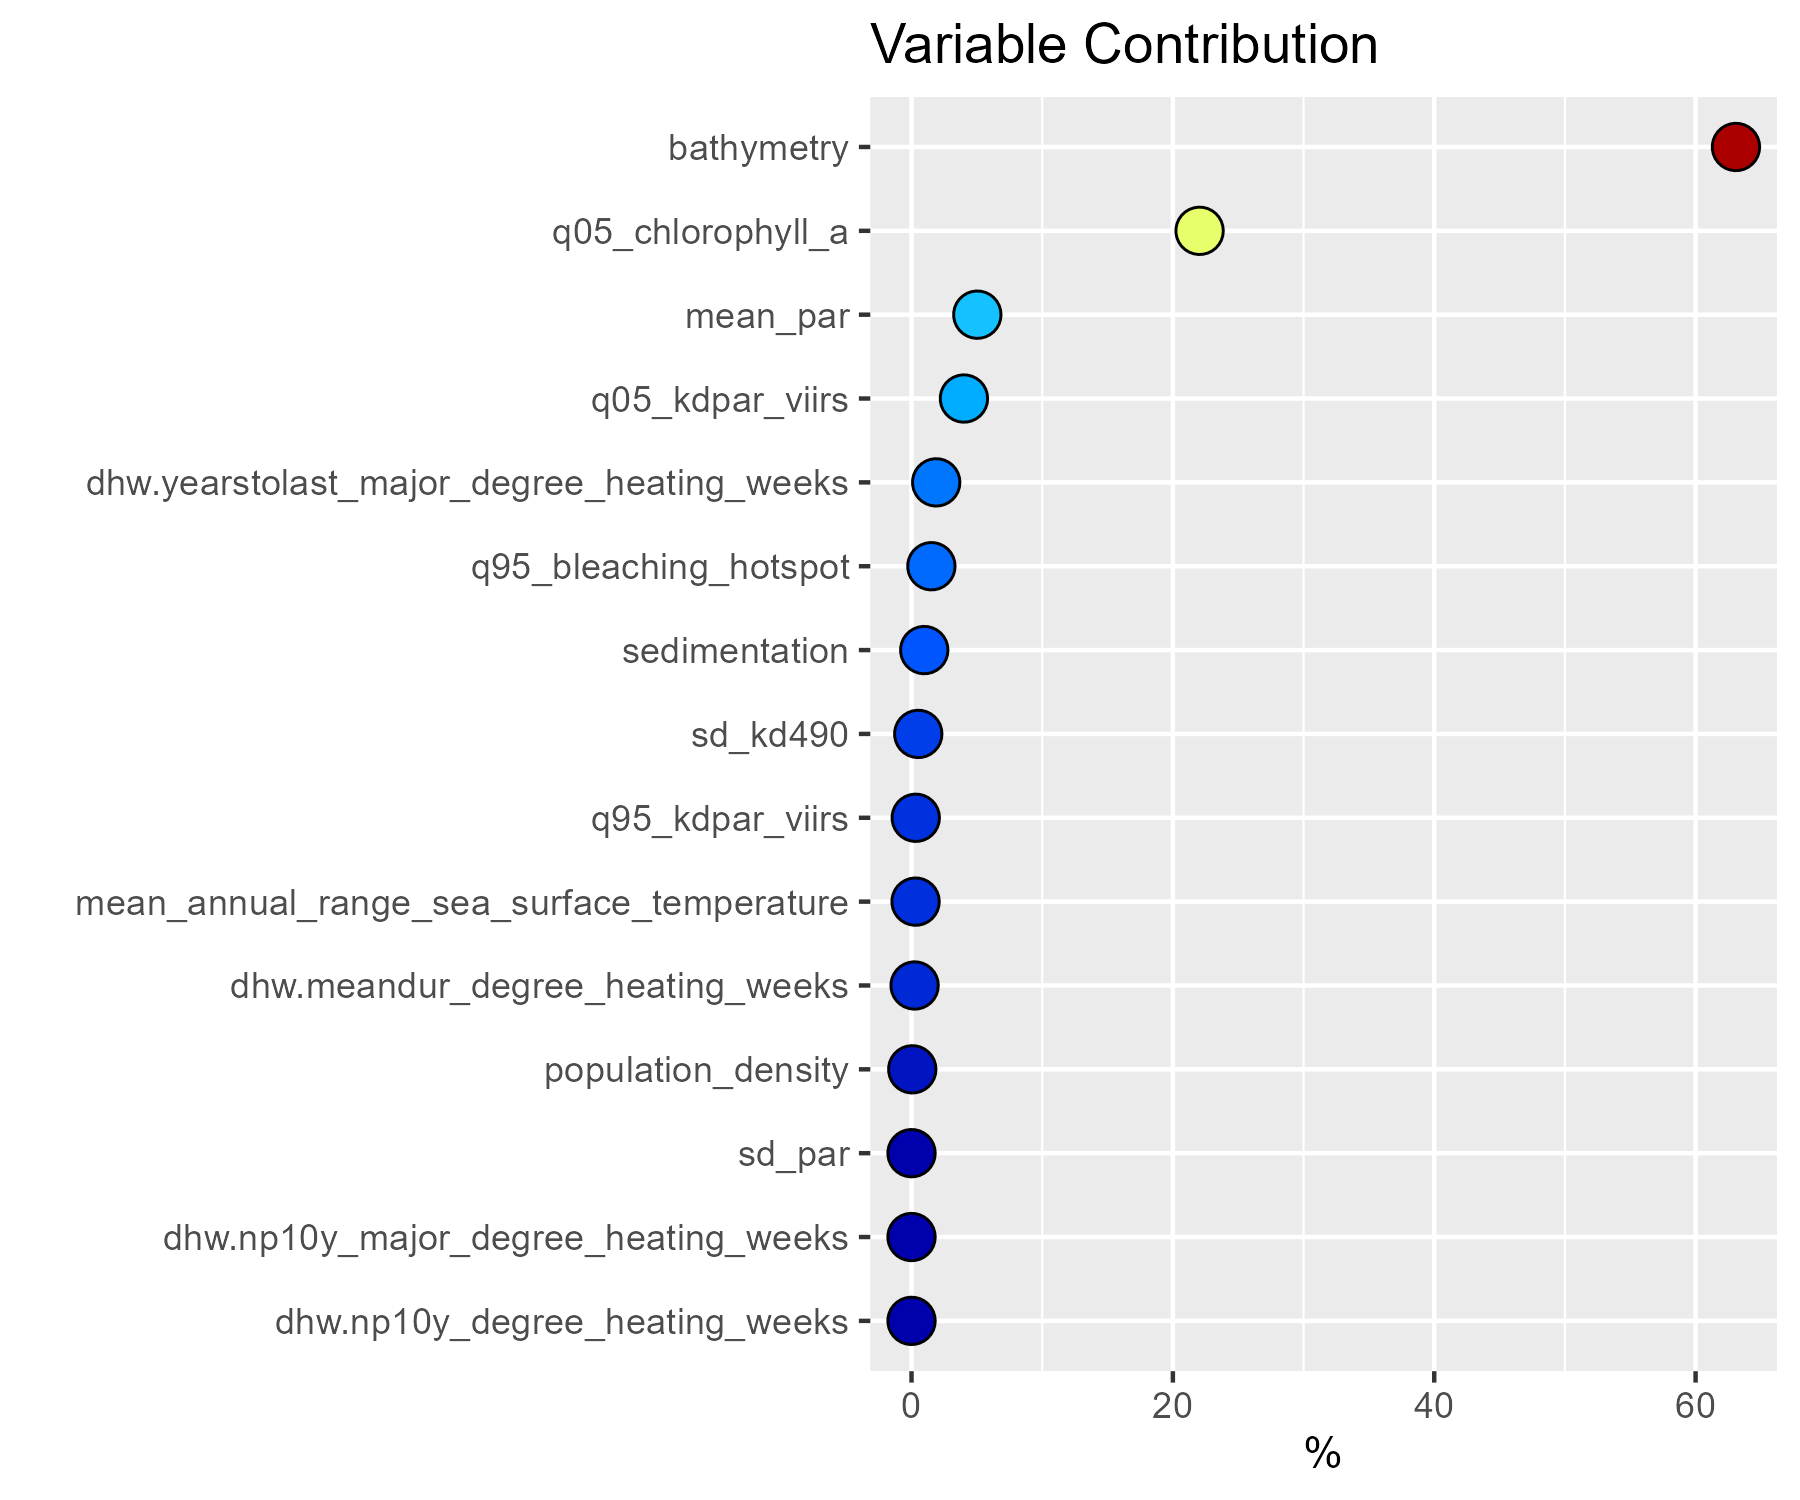 Variable Contribution
bathymetry
q05_chlorophyll_a
mean_par
q05_kdpar_viirs
dhw.yearstolast_major_degree_heating_weeks
q95_bleaching_hotspot
sedimentation
sd_kd490
q95_kdpar_viirs
mean_annual_range_sea_surface_temperature
dhw.meandur_degree_heating_weeks
population_density
sd_par
dhw.np10y_major_degree_heating_weeks
dhw.np10y_degree_heating_weeks
0 20 40 60
%